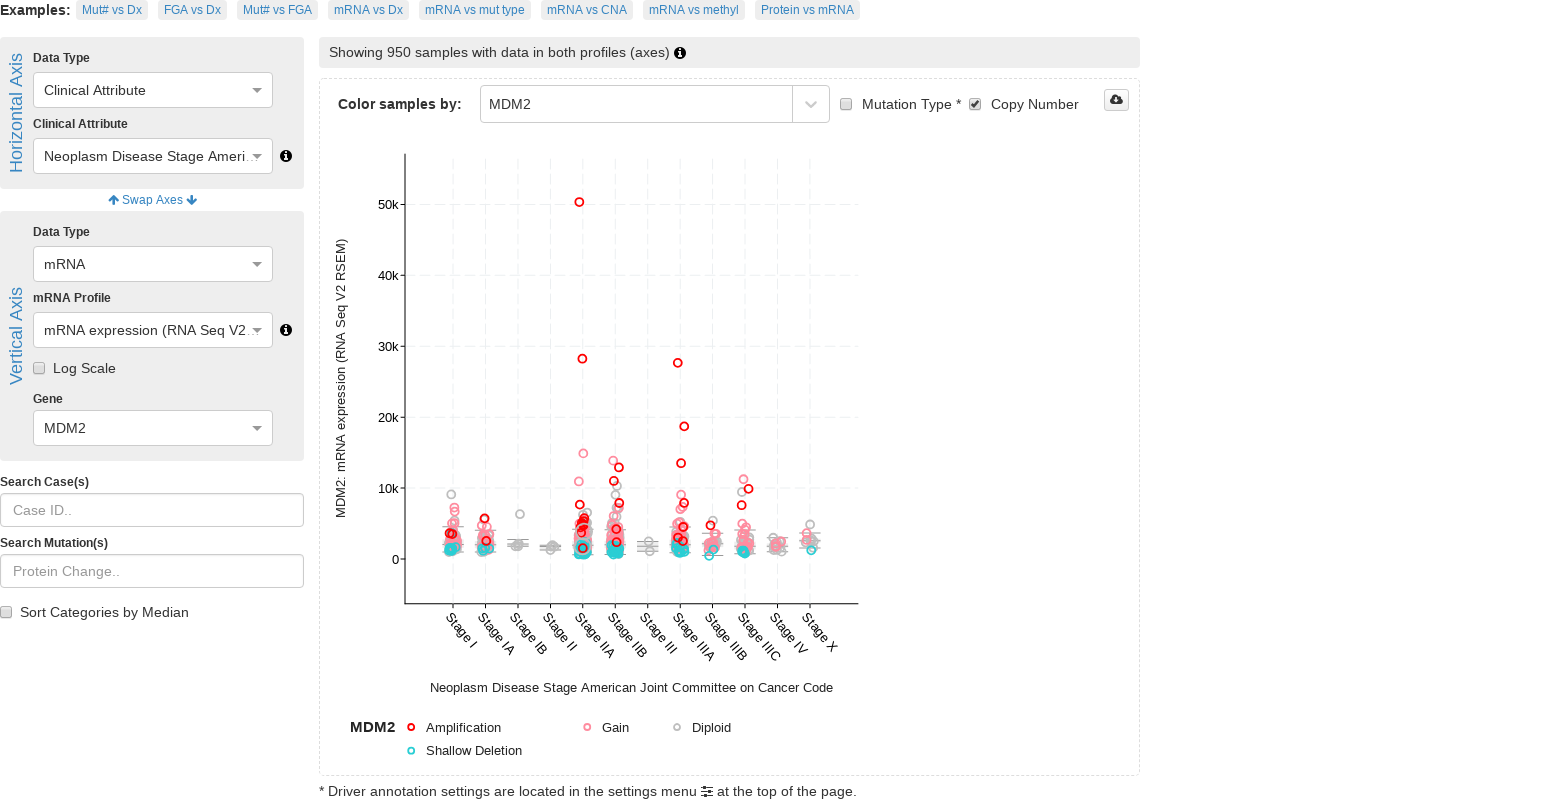 Examples: Mut# vs Dx FGA vs Dx Mut# vs FGA mRNA vs Dx mRNA vs mut type mRNA vs CNA mRNA vs methyl Protein vs mRNA
Horizontal Axis
Data Type
Clinical Attribute
Clinical Attribute
Neoplasm Disease Stage Ameri...
Swap Axes
Vertical Axis
Data Type
mRNA
mRNA Profile
mRNA expression (RNA Seq V2...
Log Scale
Gene
MDM2
Search Case(s)
Case ID..
Search Mutation(s)
Protein Change..
Sort Categories by Median
Showing 950 samples with data in both profiles (axes)
Color samples by: MDM2 Mutation Type * Copy Number
MDM2: mRNA expression (RNA Seq V2 RSEM)
50k
40k
30k
20k
10k
0
Stage I
Stage IA
Stage IB
Stage II
Stage IIA
Stage IIB
Stage III
Stage IIIA
Stage IIIB
Stage IIIC
Stage IV
Stage X
Neoplasm Disease Stage American Joint Committee on Cancer Code
MDM2 Amplification Gain Diploid
Shallow Deletion
* Driver annotation settings are located in the settings menu at the top of the page.